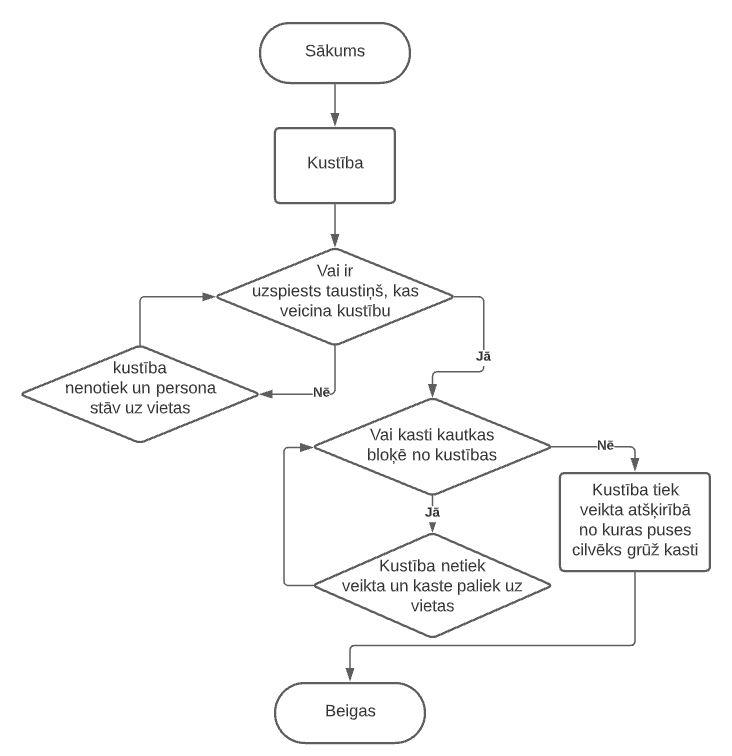 Sākums
Kustība
Vai ir
uzspiests taustiņš, kas
veicina kustību
Jā
Nē
kustība
nenotiek un persona
stāv uz vietas
Vai kasti kautkas
bloķē no kustības
Nē
Jā
Kustība tiek
veikta atšķirībā
no kuras puses
cilvēks grūž kasti
Kustība netiek
veikta un kaste paliek uz
vietas
Beigas